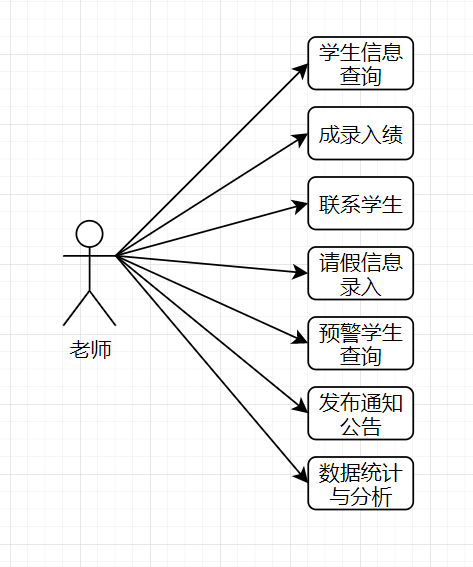 学生信息
查询
成录入绩
联系学生
请假信息
录入
老师
预警学生
查询
发布通知
公告
数据统计
与分析